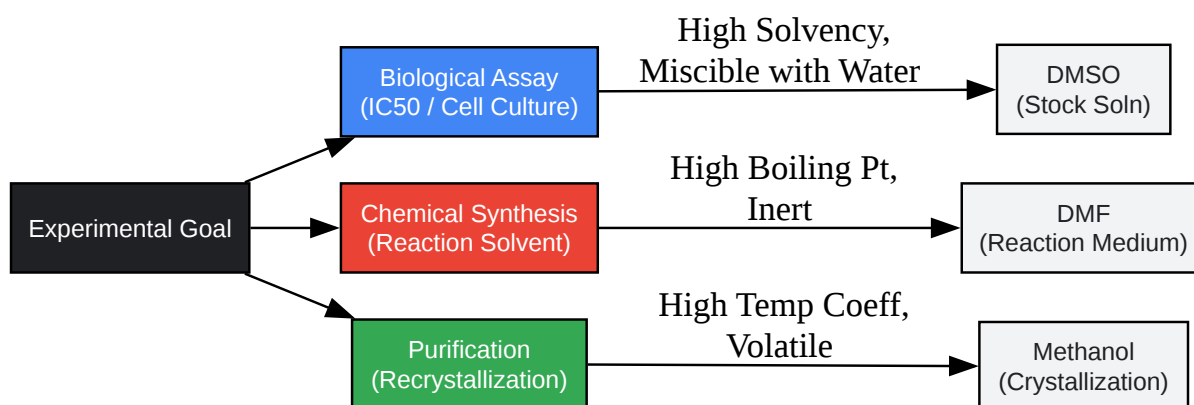 Experimental Goal
Biological Assay
(IC50 / Cell Culture)
High Solvency,
Miscible with Water
DMSO
(Stock Soln)
Chemical Synthesis
(Reaction Solvent)
High Boiling Pt,
Inert
DMF
(Reaction Medium)
Purification
(Recrystallization)
High Temp Coeff,
Volatile
Methanol
(Crystallization)